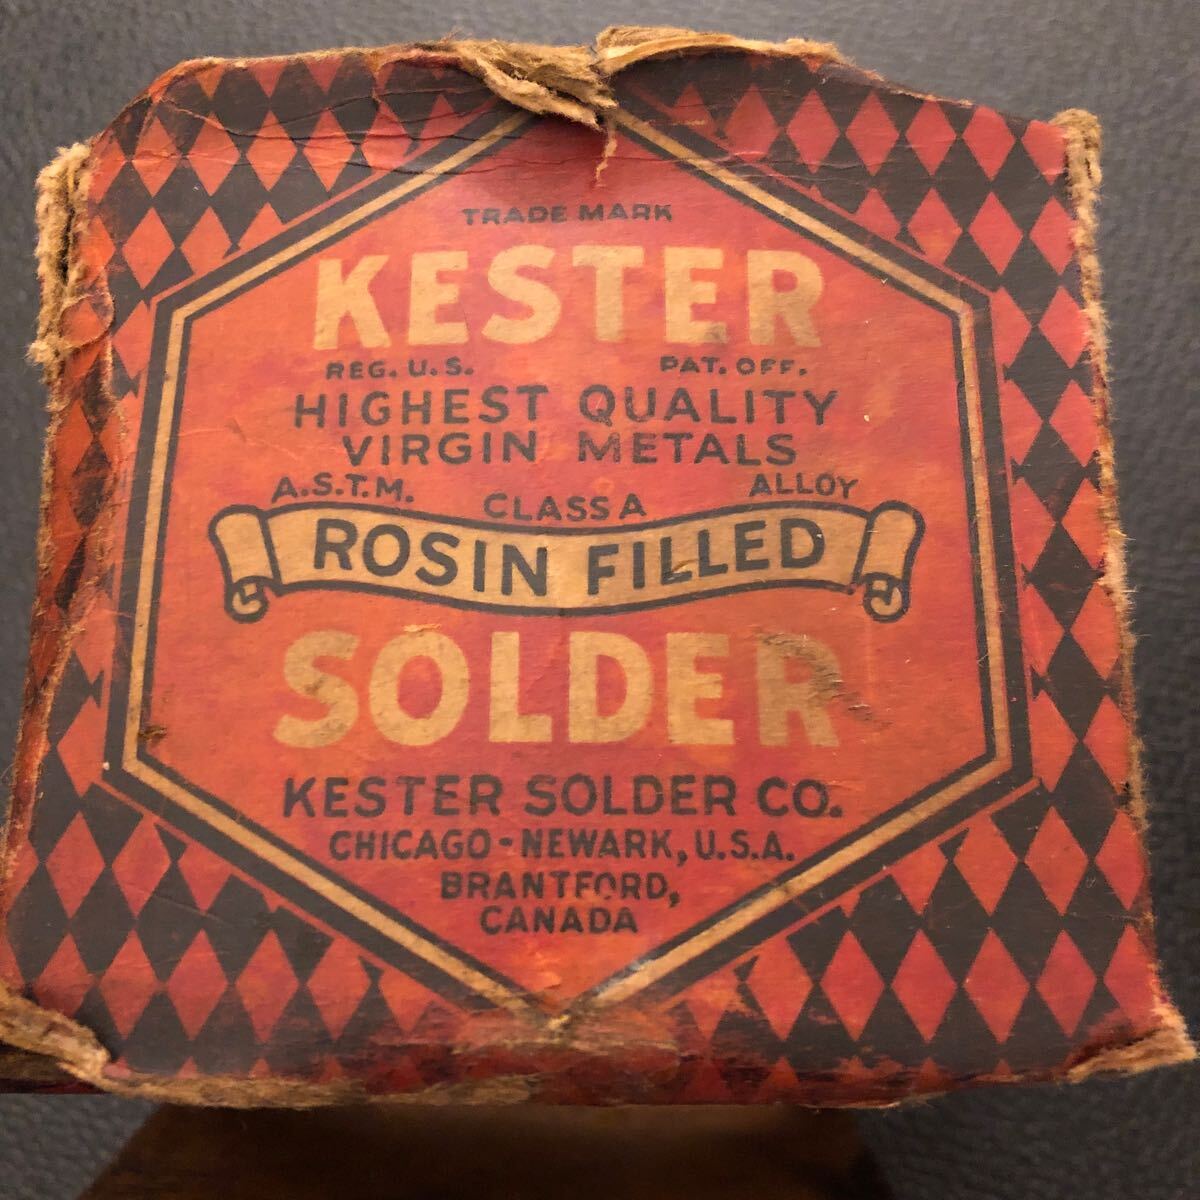 TRADE MARK
KESTER
REG. U.S. PAT. OFF.
HIGHEST QUALITY
VIRGIN METALS
A.S.T.M. CLASS A ALLOY
ROSIN FILLED
SOLDER
KESTER SOLDER CO.
CHICAGO-NEWARK, U.S.A.
BRANTFORD,
CANADA